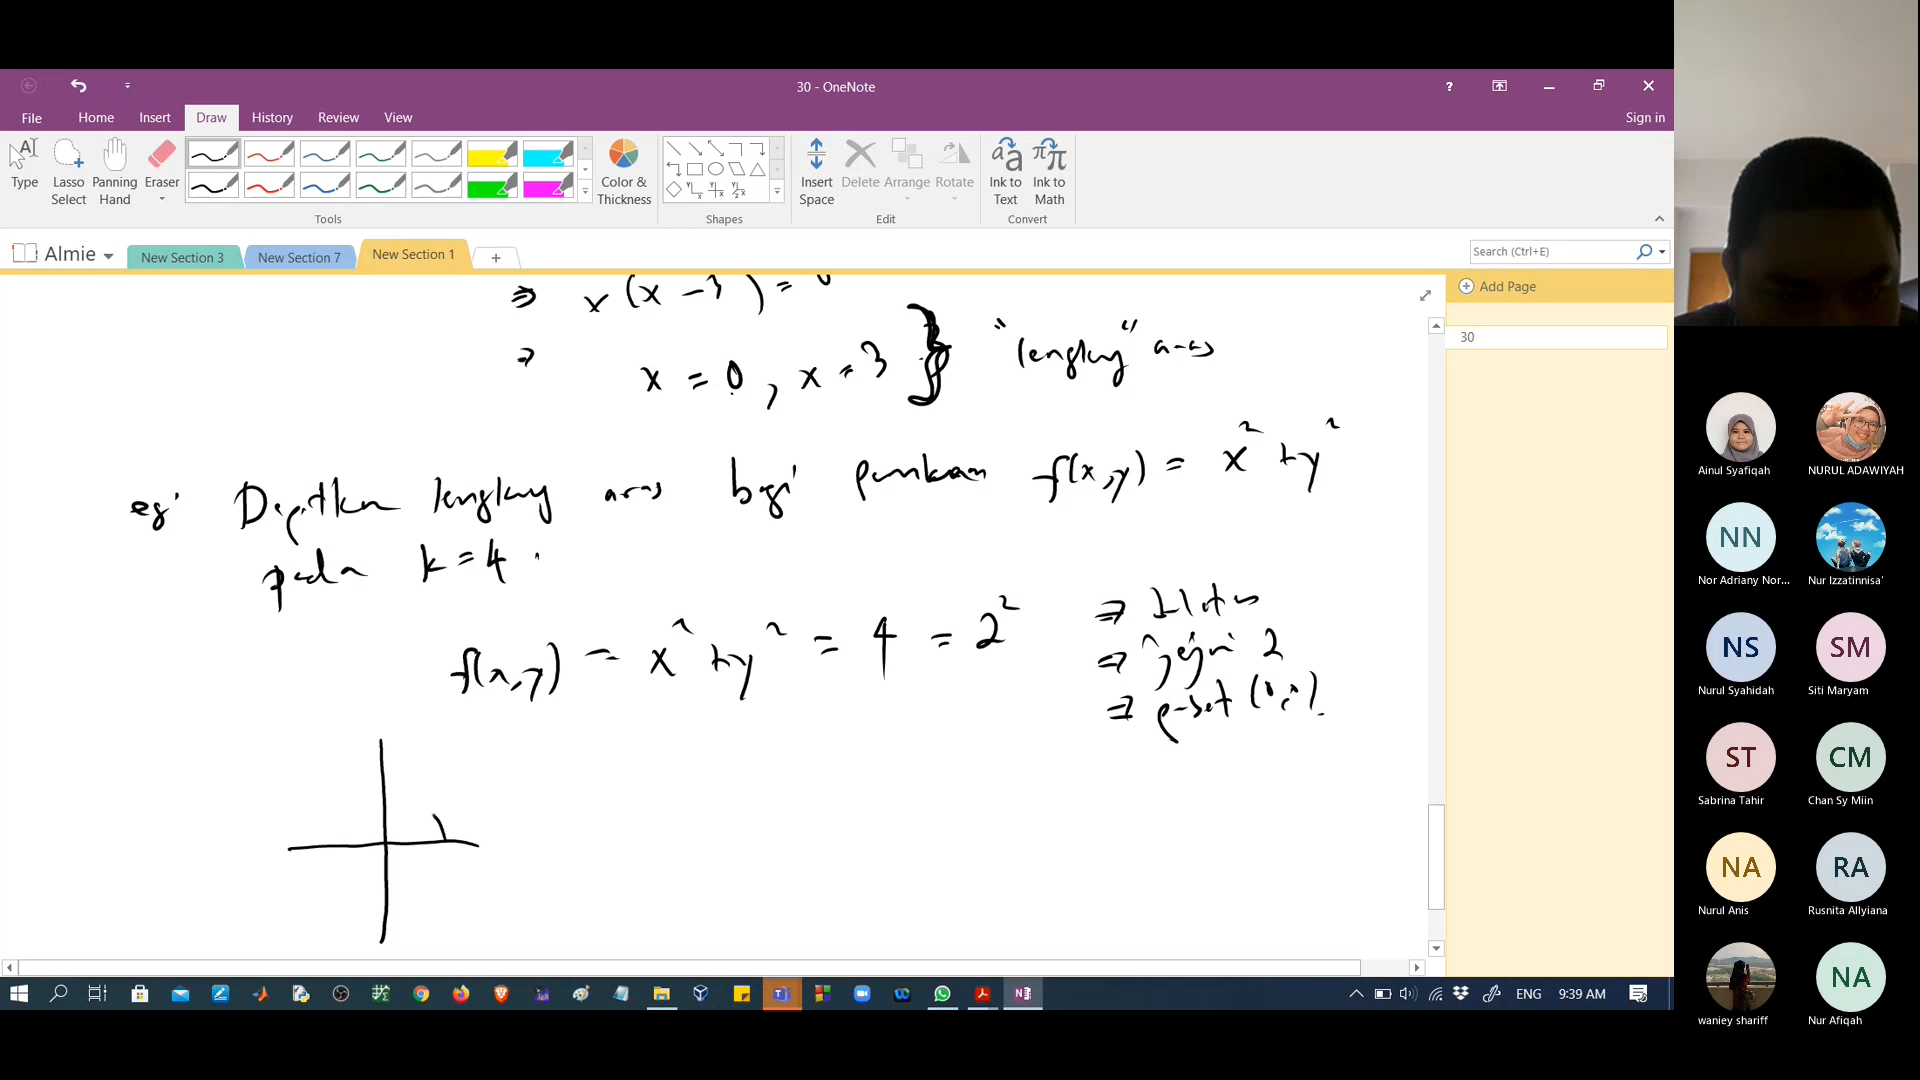 30 - OneNote
Sign in
File Home Insert Draw History Review View
Type
Lasso Select
Panning Hand
Eraser
Color & Thickness
Insert Space
Delete
Arrange
Rotate
Ink to Text
Ink to Math
Tools Shapes Edit Convert
Almie
New Section 3
New Section 7
New Section 1
Search (Ctrl+E)
Add Page
30
⇒ x(x-3) = 0
⇒ x = 0, x = 3 } "lengkung" aras
eg: Dapatkan lengkung aras bagi f(x,y) = x² + y²
pada k = 4.
f(x,y) = x² + y² = 4 = 2²
⇒ jejari 2
Ainul Syafiqah
NURUL ADAWIYAH
NN
Nor Adriany Nor...
Nur Izzatinnisa'
NS
Nurul Syahidah
SM
Siti Maryam
ST
Sabrina Tahir
CM
Chan Sy Miin
NA
Nurul Anis
RA
Rusnita Allyiana
waniey shariff
NA
Nur Afiqah
ENG 9:39 AM